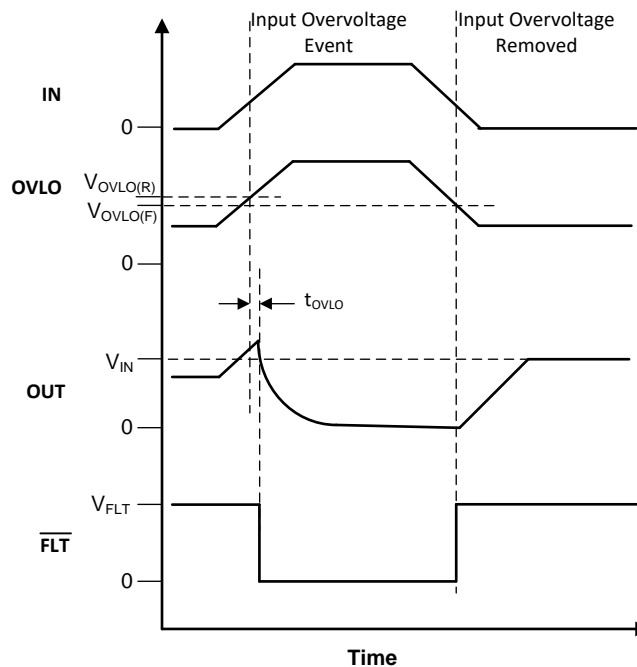 Input Overvoltage
Event
Input Overvoltage
Removed
IN
0
OVLO
VOVLO(R)
VOVLO(F)
0
tOVLO
VIN
OUT
0
VFLT
FLT
0
Time